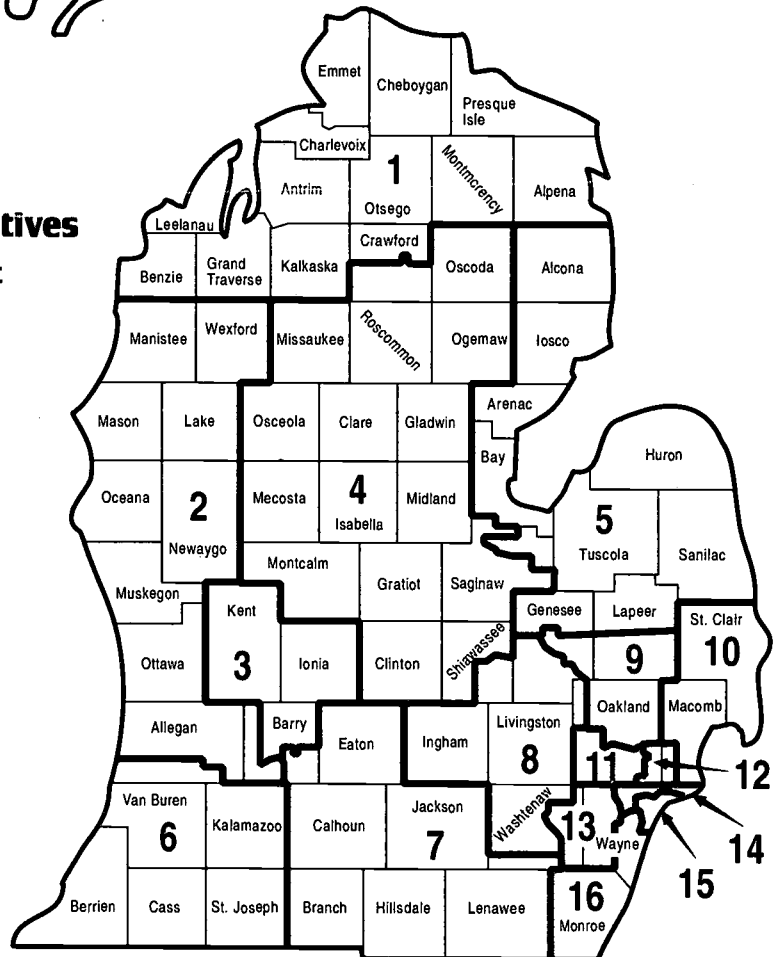 Emmet
Cheboygan
Presque
Isle
Charlevoix
1
Montmcrency
Antrim
Otsego
Alpena
tives
Leelanau
Crawford
Benzie
Grand
Traverse
Kalkaska
Oscoda
Alcona
Manistee
Wexford
Missaukee
Roscommon
Ogemaw
Iosco
Mason
Lake
Osceola
Clare
Gladwin
Arenac
Bay
Huron
Oceana
2
Newaygo
Mecosta
4
Isabella
Midland
5
Tuscola
Sanilac
Muskegon
Montcalm
Gratiot
Saginaw
Kent
Genesee
Lapeer
St. Clair
10
Ottawa
3
Ionia
Clinton
Shiawassee
9
Allegan
Barry
Eaton
Ingham
Livingston
8
Oakland
Macomb
11
12
Van Buren
6
Kalamazoo
Calhoun
Jackson
7
Washtenaw
13
Wayne
14
15
Berrien
Cass
St. Joseph
Branch
Hillsdale
Lenawee
16
Monroe